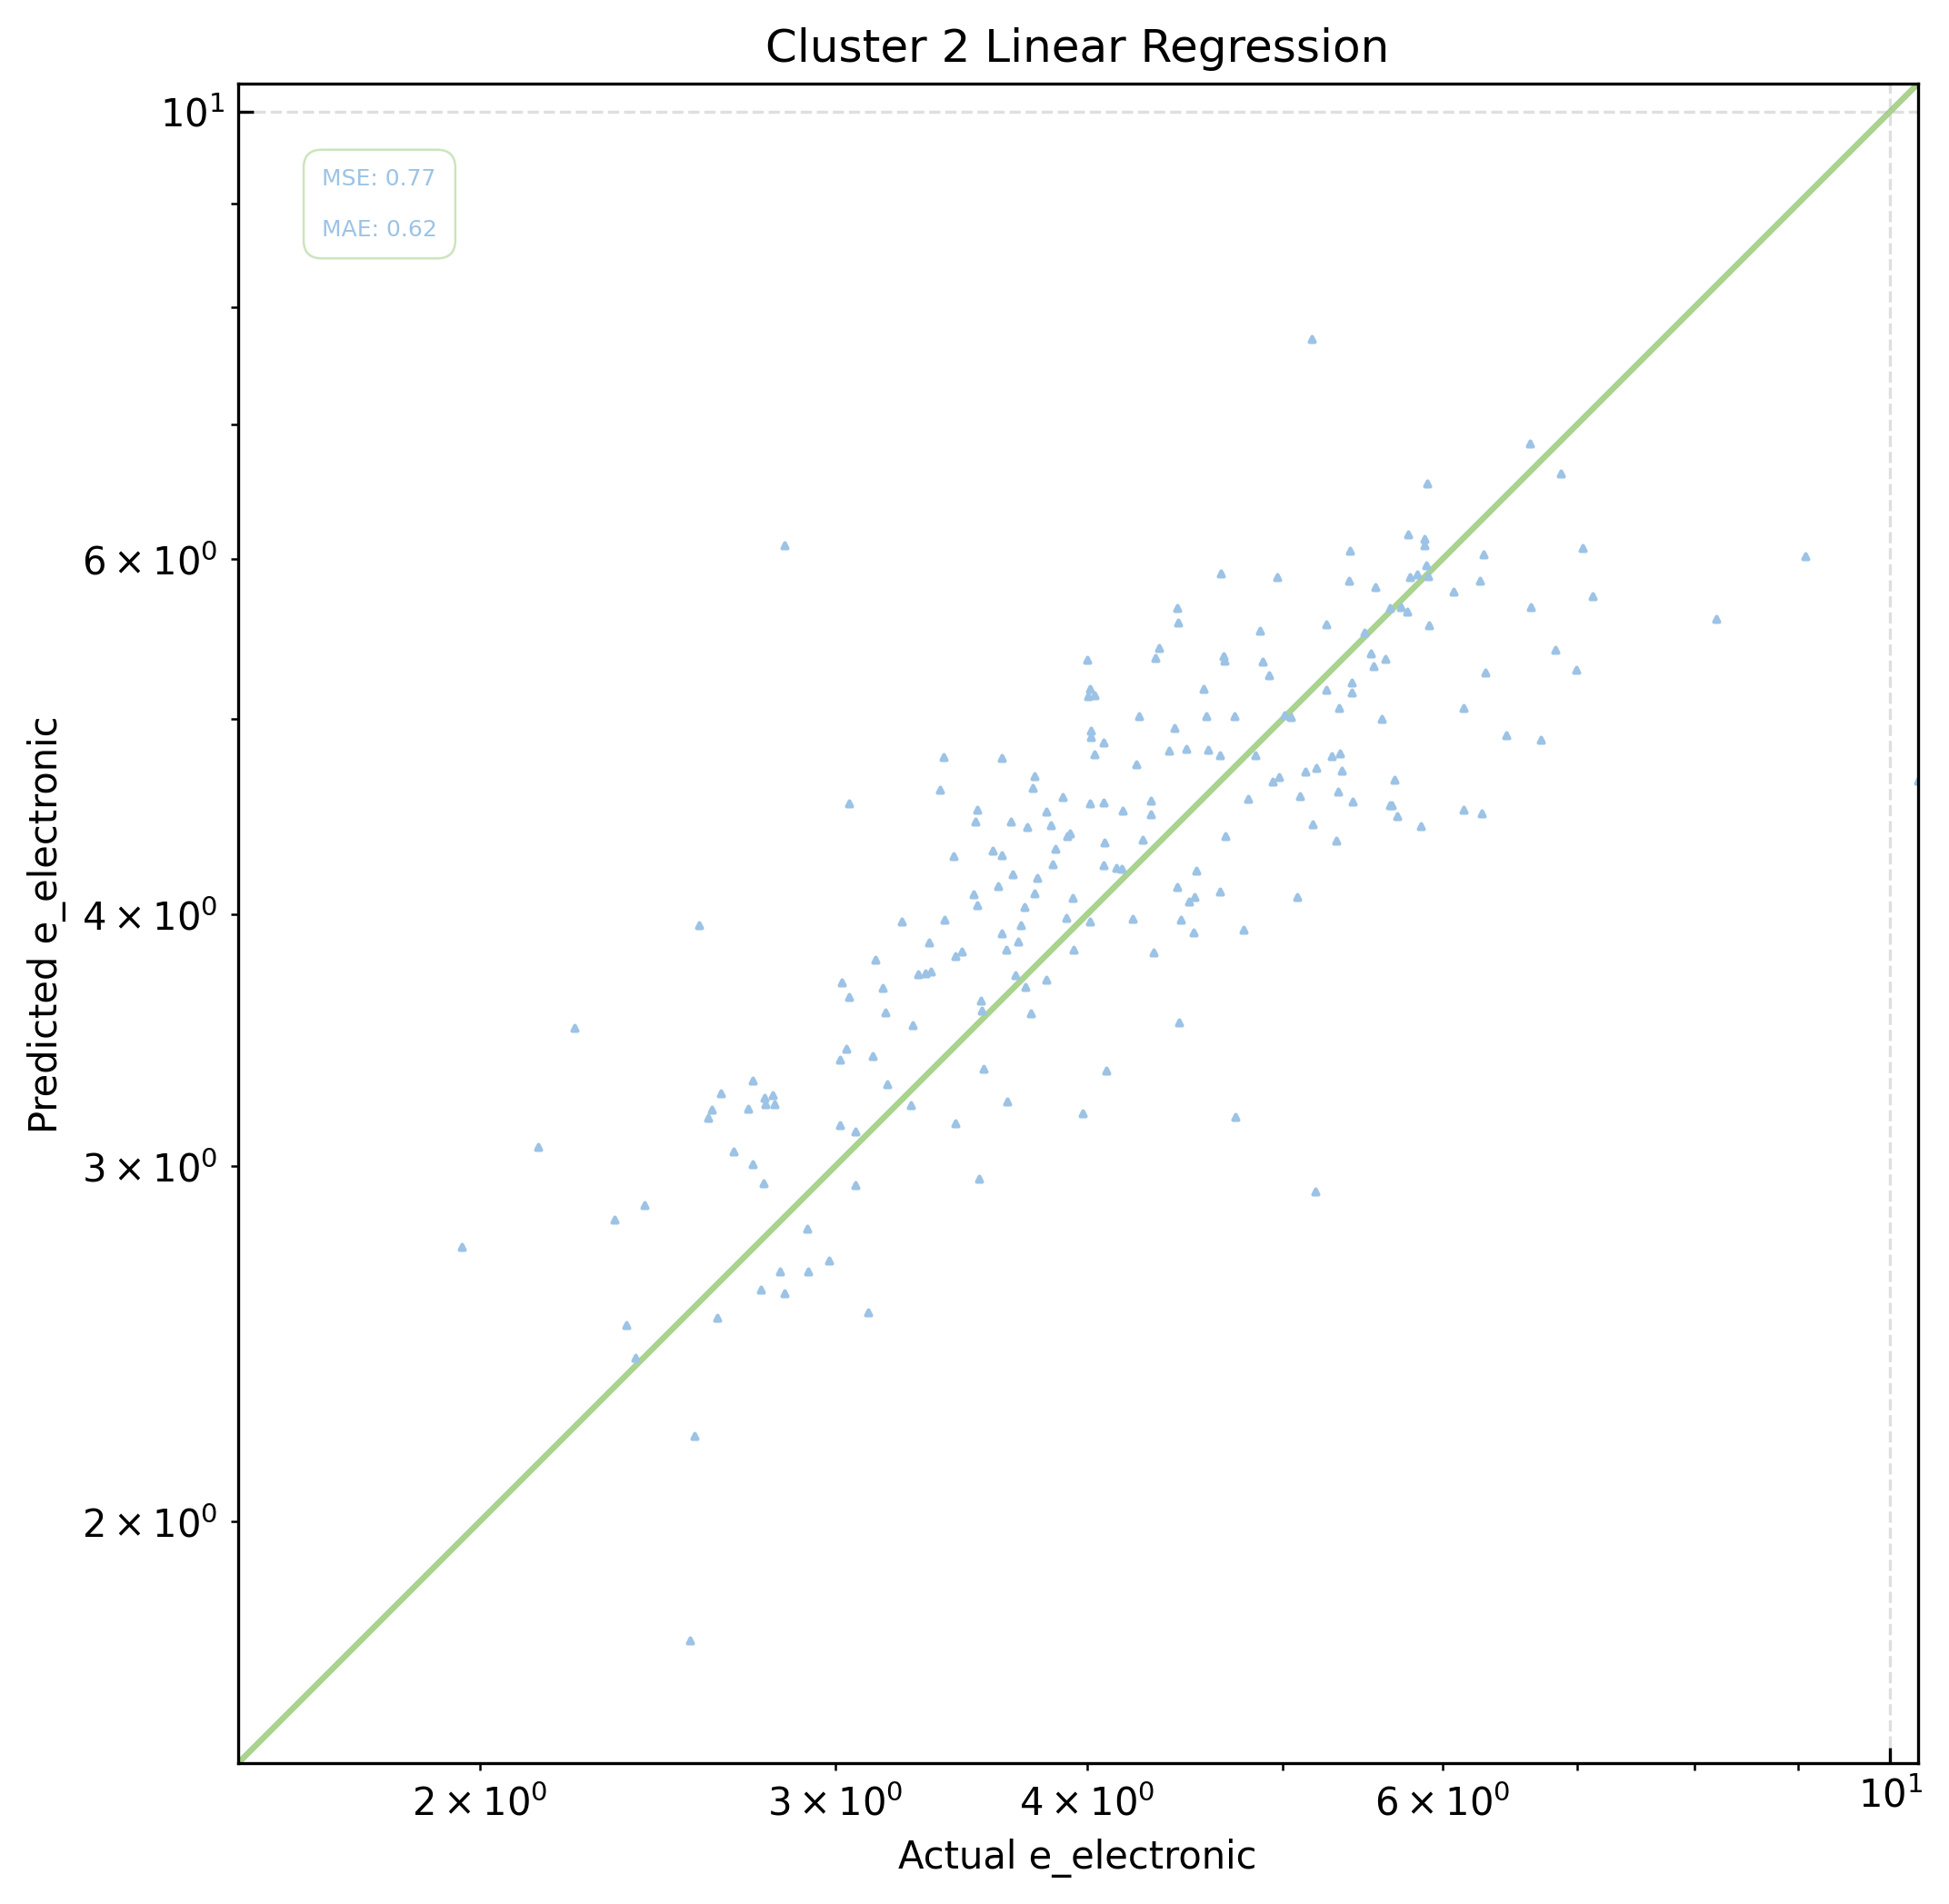 Cluster 2 Linear Regression
10¹
MSE: 0.77
MAE: 0.62
6 × 10⁰
4 × 10⁰
3 × 10⁰
2 × 10⁰
Predicted e_electronic
2 × 10⁰ 3 × 10⁰ 4 × 10⁰ 6 × 10⁰ 10¹
Actual e_electronic